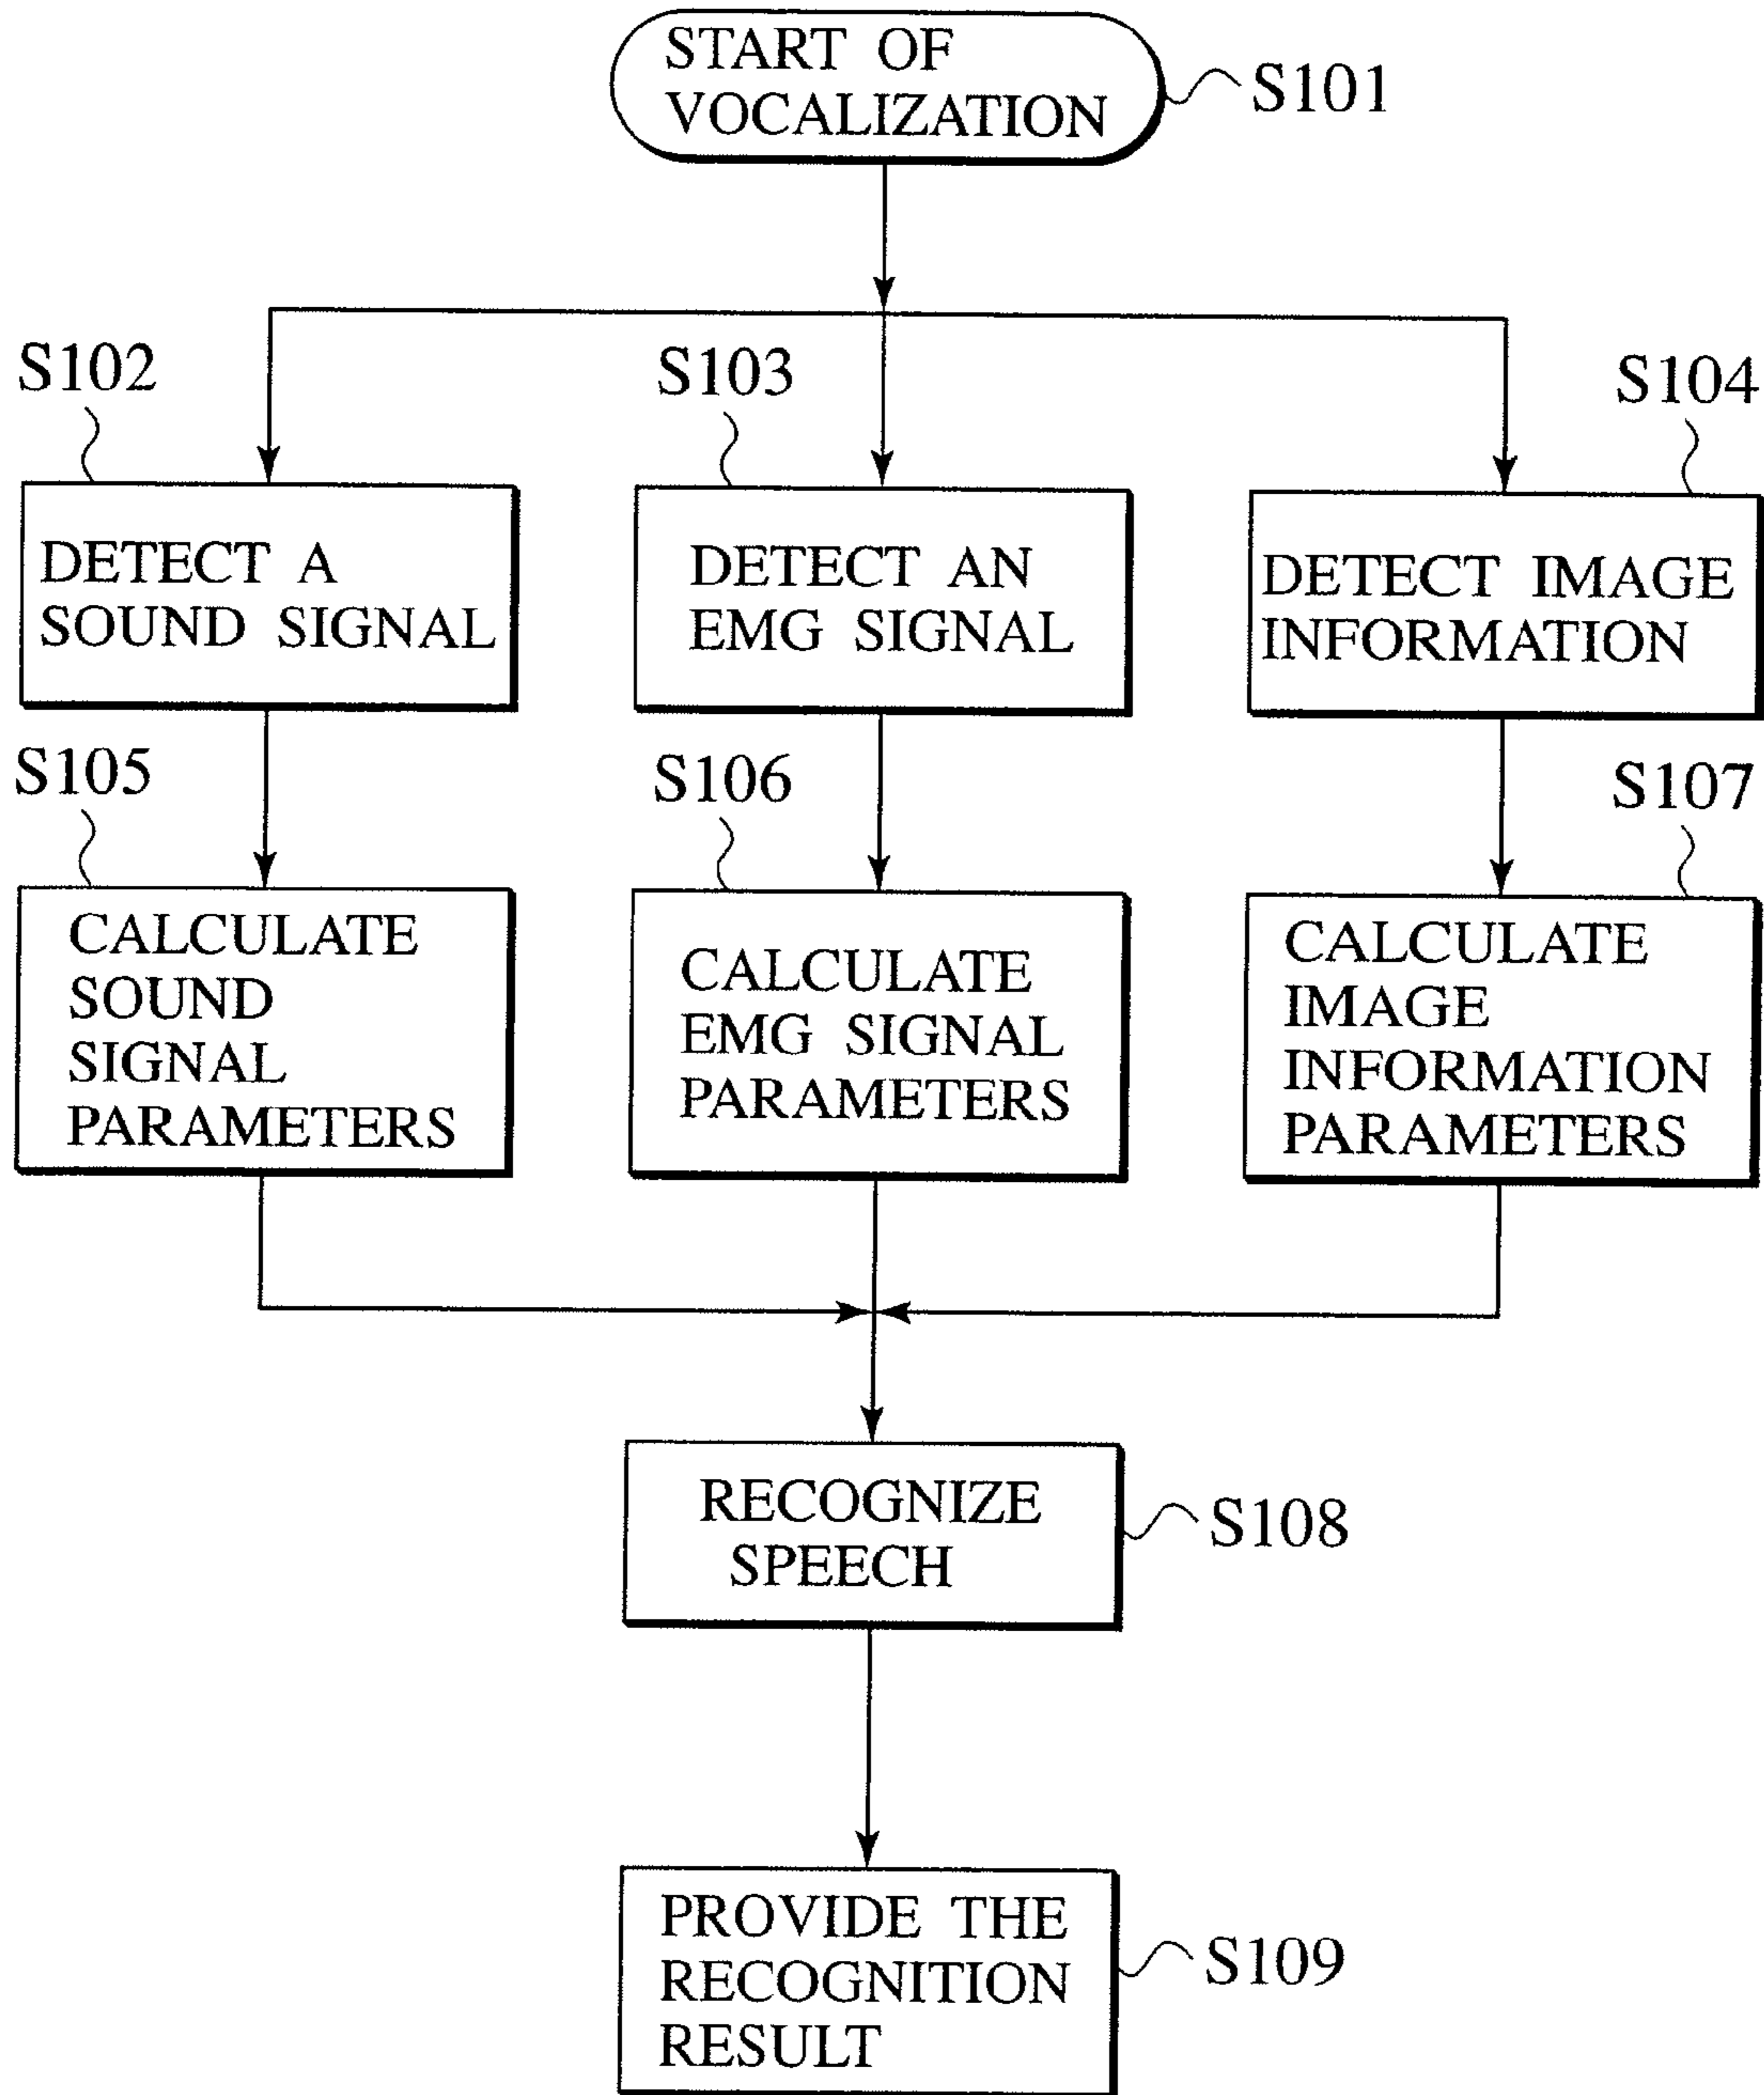 START OF
VOCALIZATION
S101
S102
S103
S104
DETECT A
SOUND SIGNAL
DETECT AN
EMG SIGNAL
DETECT IMAGE
INFORMATION
S105
S106
S107
CALCULATE
SOUND
SIGNAL
PARAMETERS
CALCULATE
EMG SIGNAL
PARAMETERS
CALCULATE
IMAGE
INFORMATION
PARAMETERS
RECOGNIZE
SPEECH
S108
PROVIDE THE
RECOGNITION
RESULT
S109